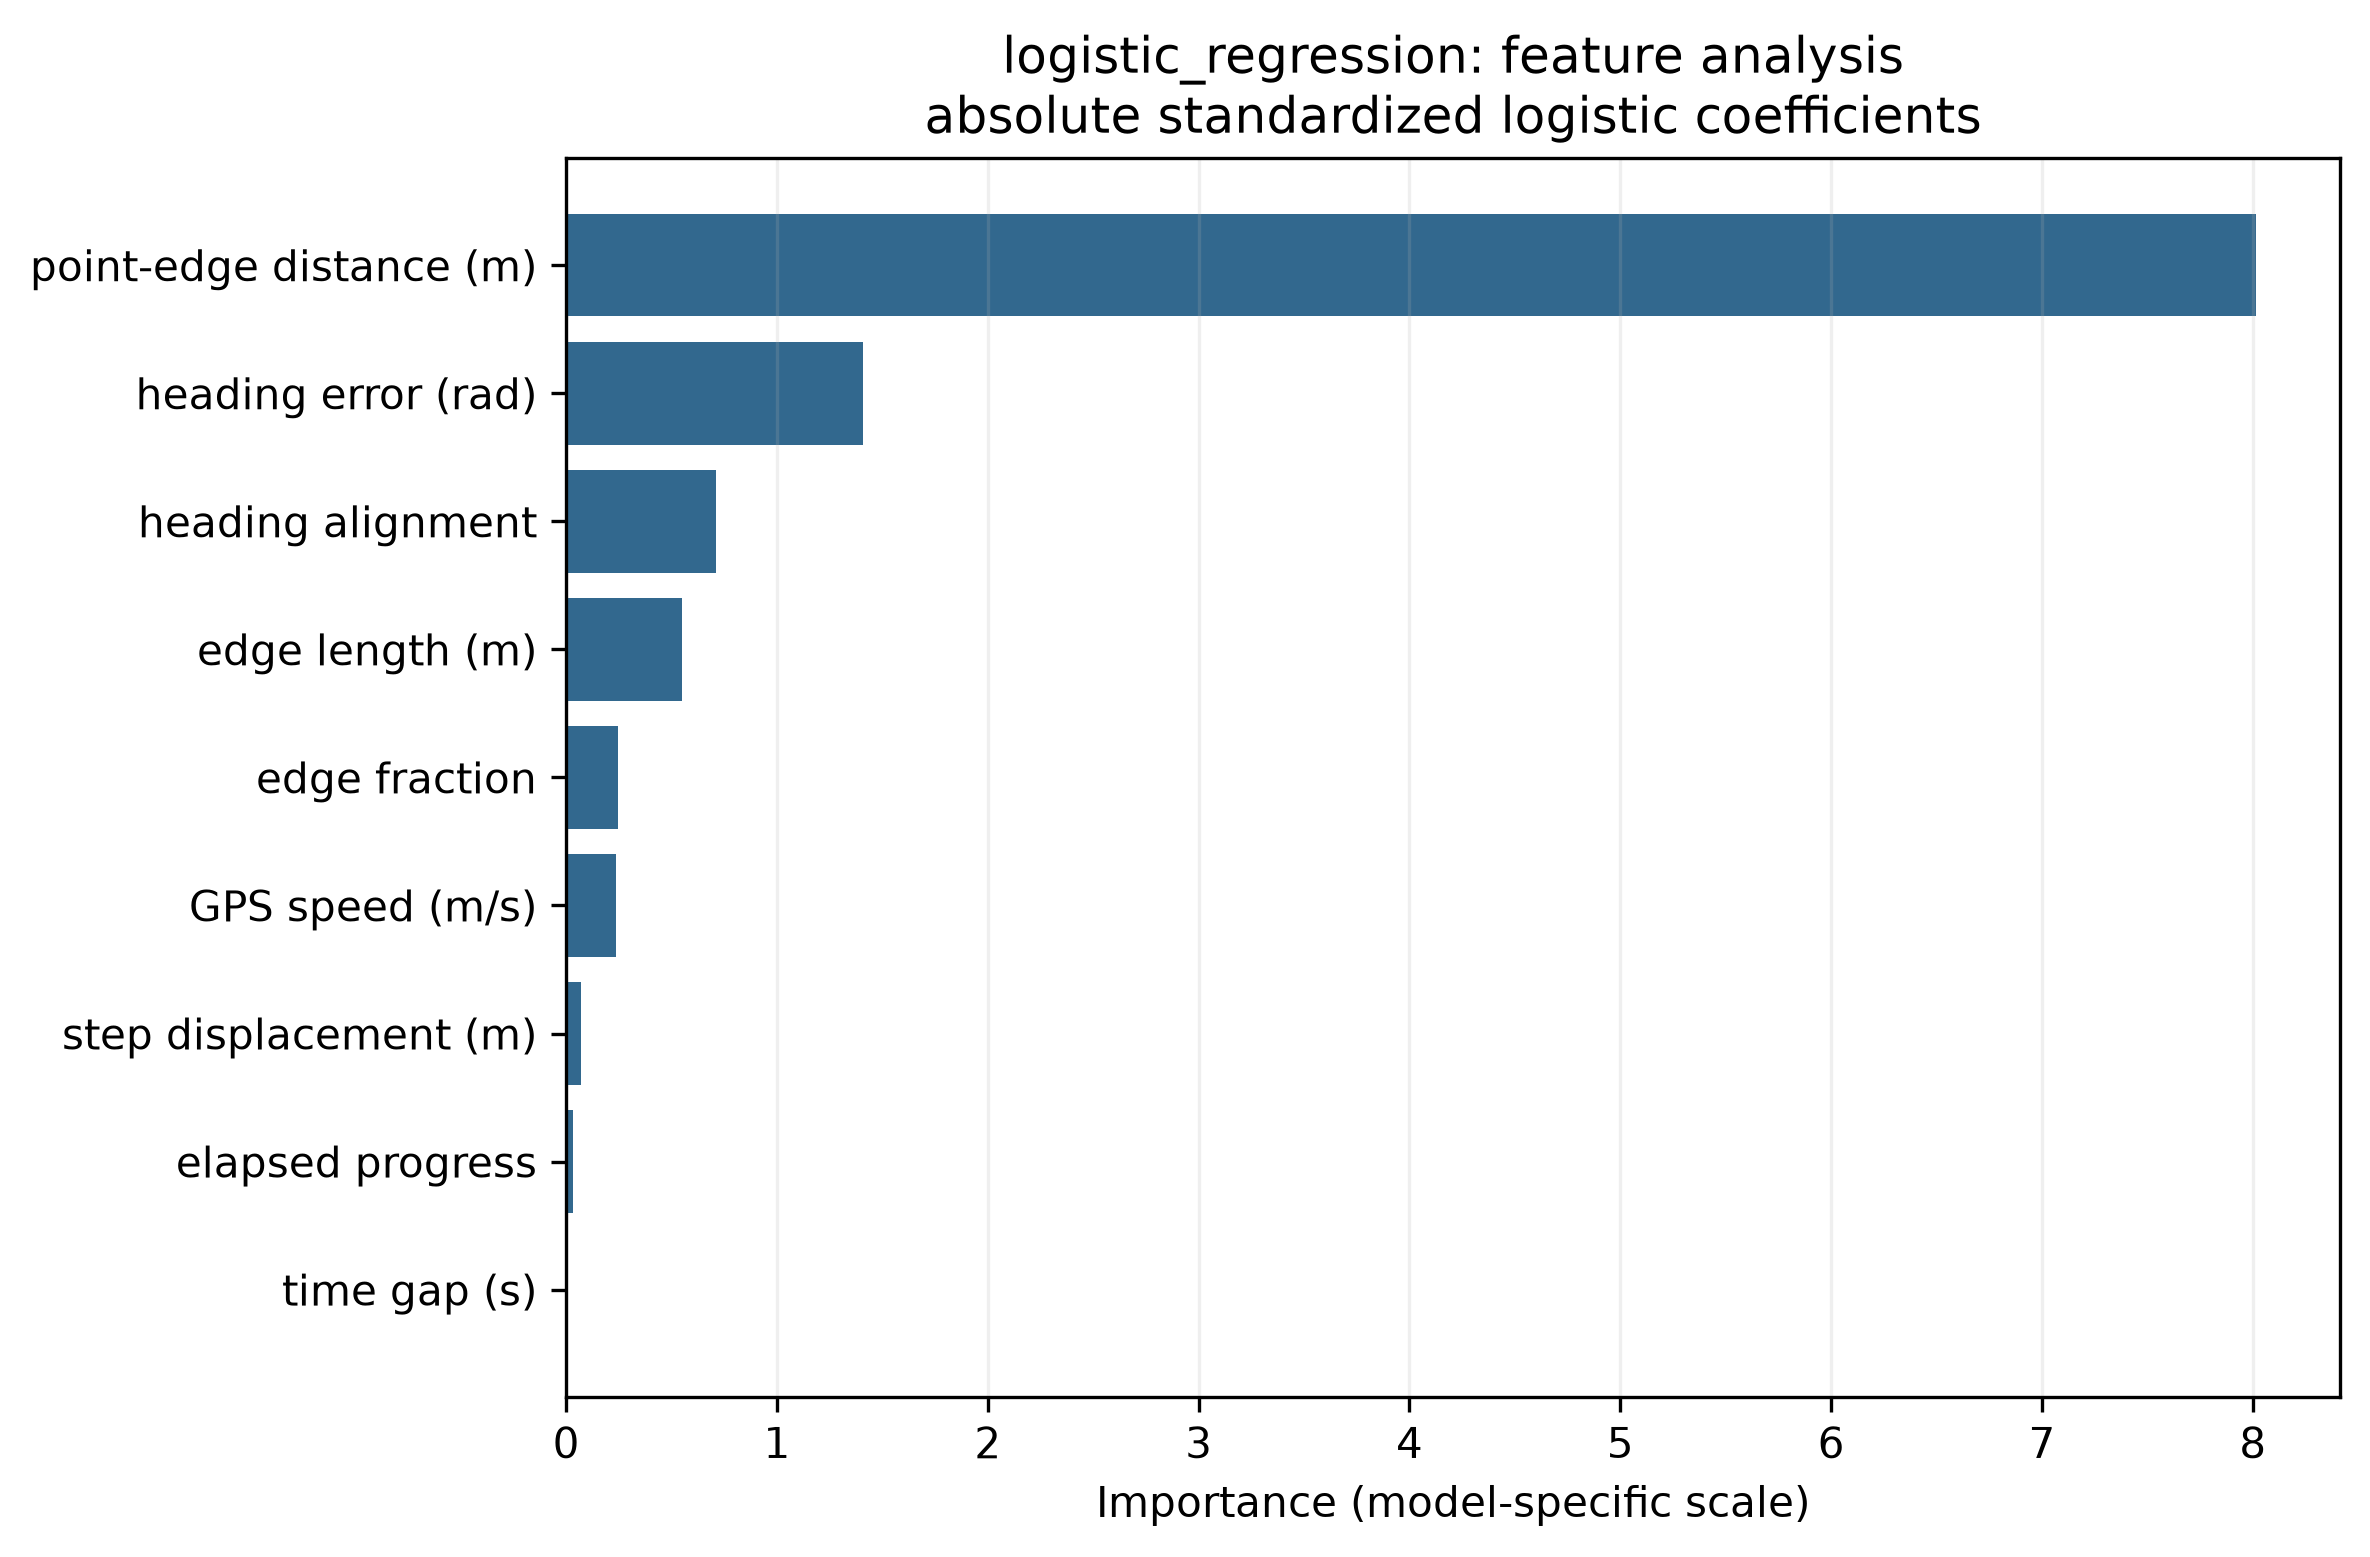 logistic_regression: feature analysis
absolute standardized logistic coefficients
point-edge distance (m)
heading error (rad)
heading alignment
edge length (m)
edge fraction
GPS speed (m/s)
step displacement (m)
elapsed progress
time gap (s)
0 1 2 3 4 5 6 7 8
Importance (model-specific scale)